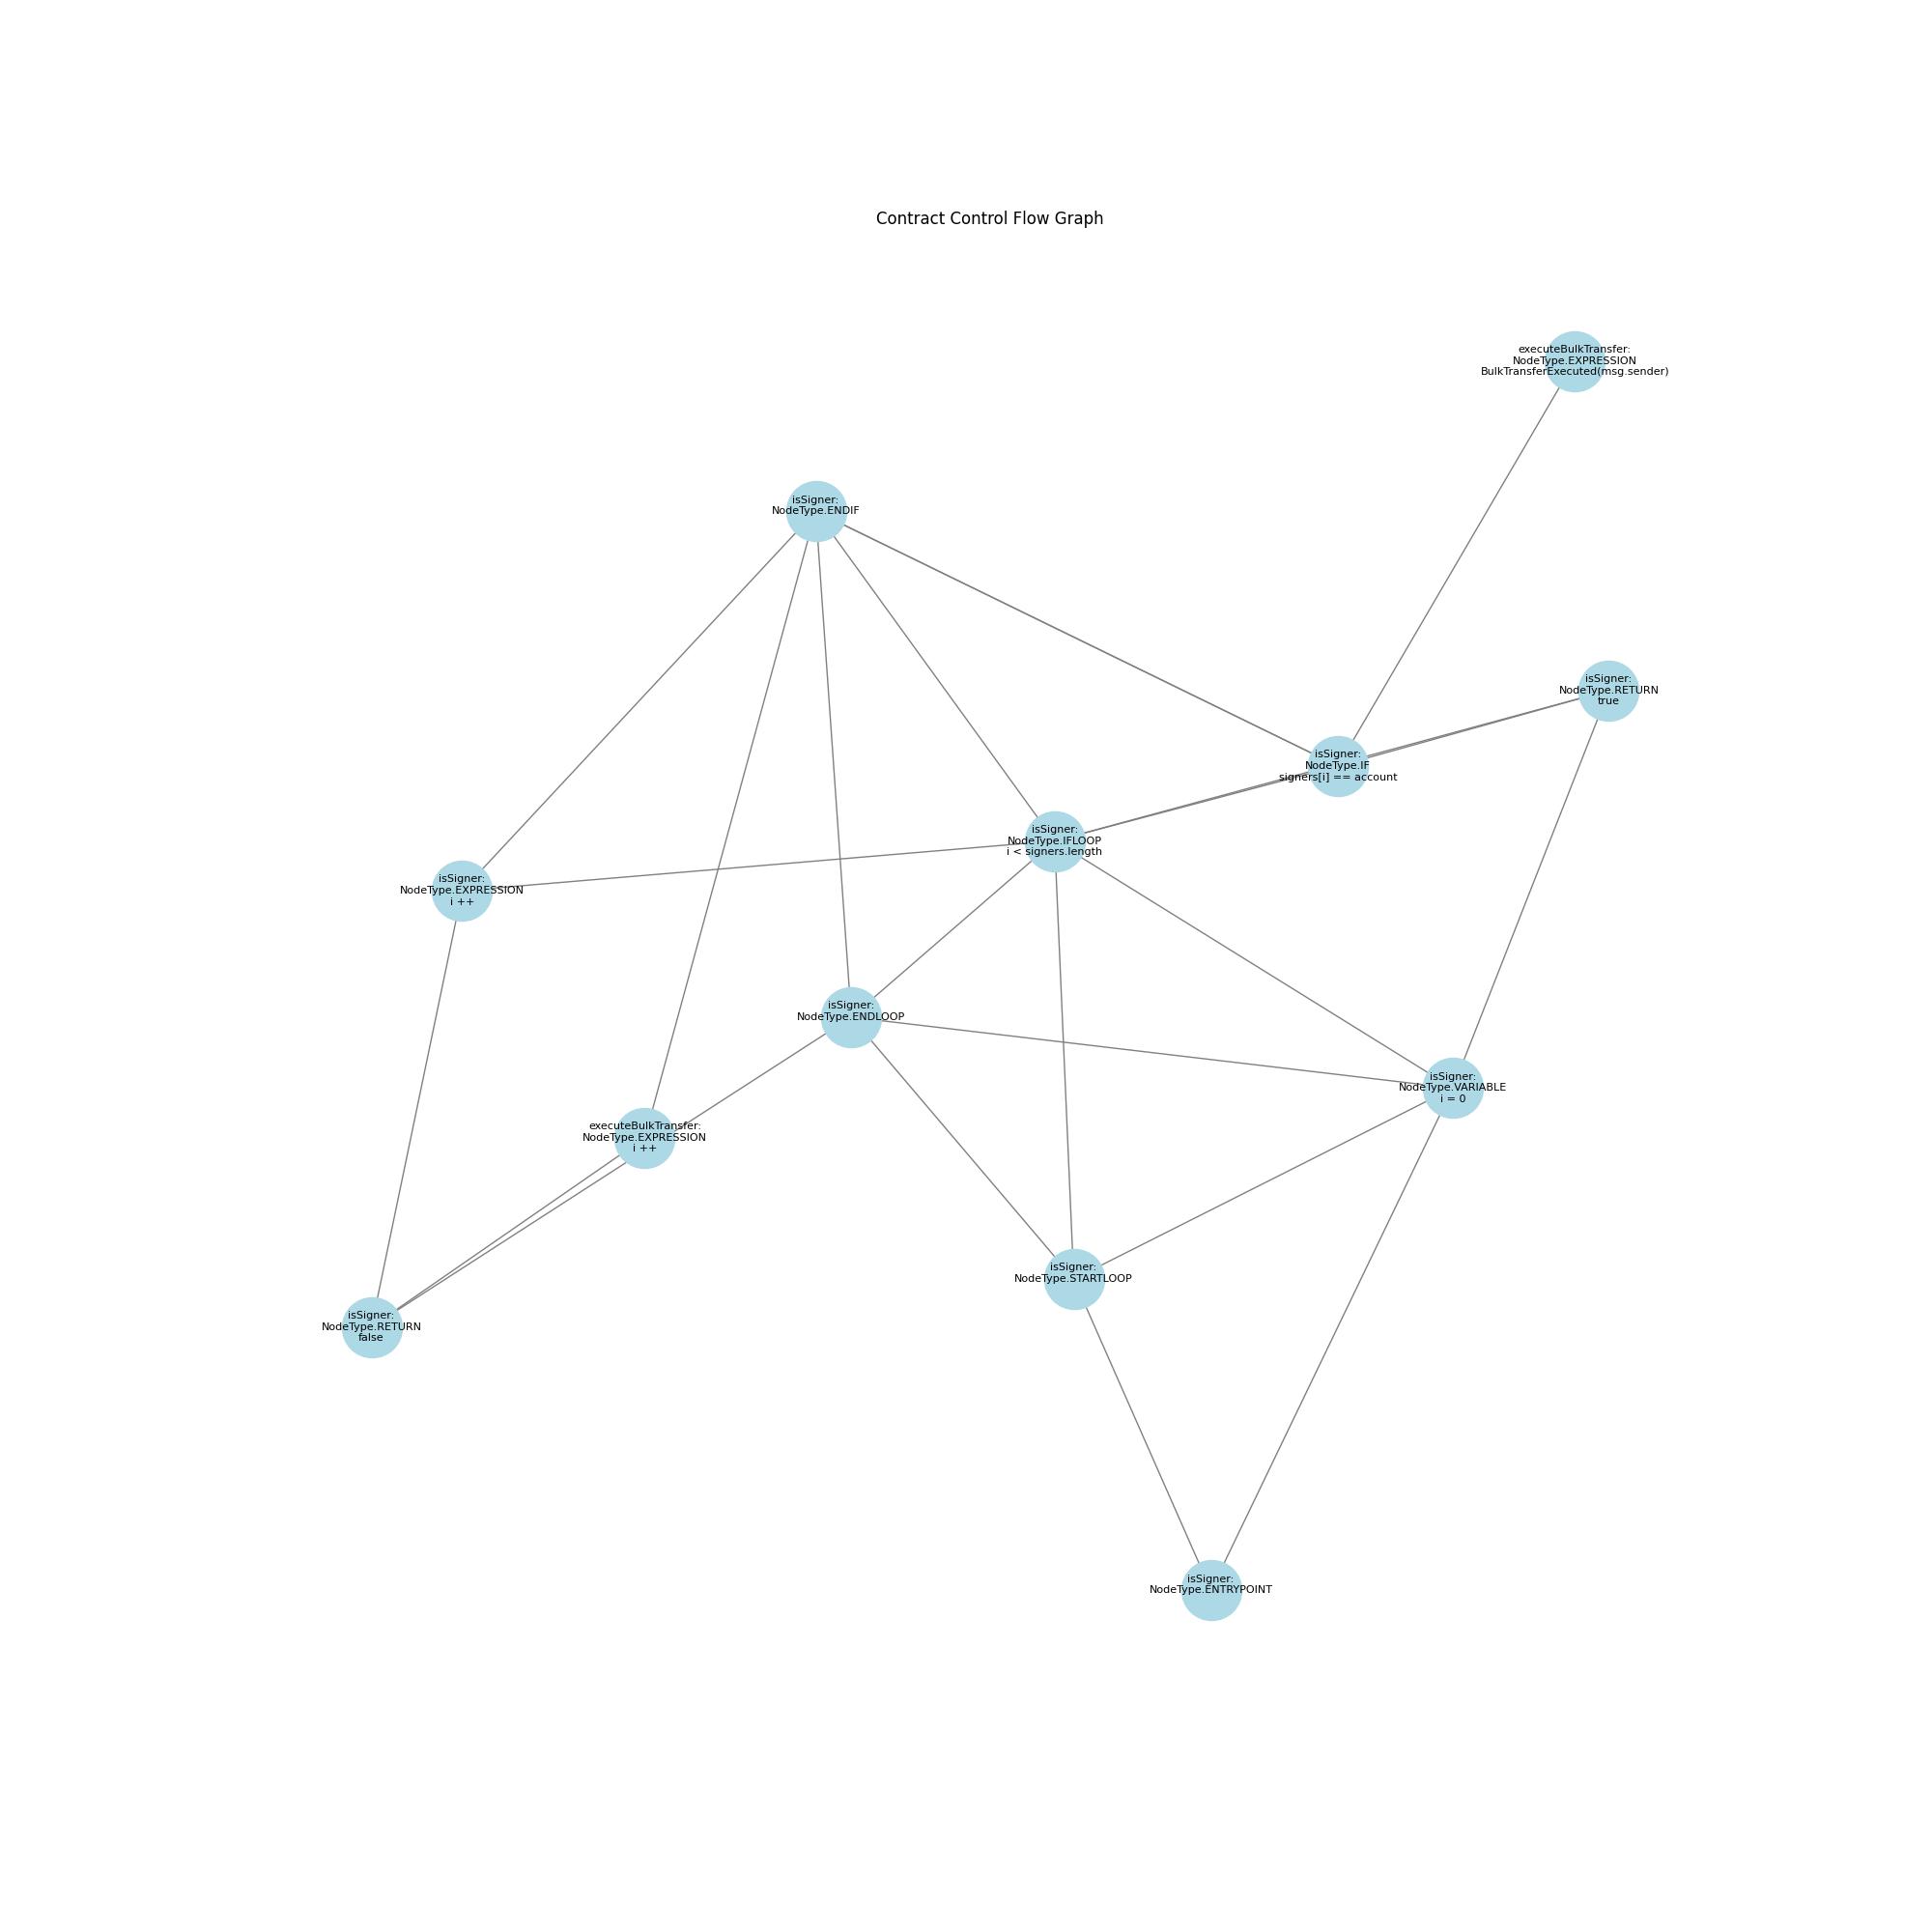 Contract Control Flow Graph
executeBulkTransfer:
NodeType.EXPRESSION
BulkTransferExecuted(msg.sender)
isSigner:
NodeType.ENDIF
isSigner:
NodeType.RETURN
true
isSigner:
NodeType.IF
signers[i] == account
isSigner:
NodeType.IFLOOP
i < signers.length
isSigner:
NodeType.EXPRESSION
i ++
isSigner:
NodeType.ENDLOOP
isSigner:
NodeType.VARIABLE
i = 0
executeBulkTransfer:
NodeType.EXPRESSION
i ++
isSigner:
NodeType.STARTLOOP
isSigner:
NodeType.RETURN
false
isSigner:
NodeType.ENTRYPOINT